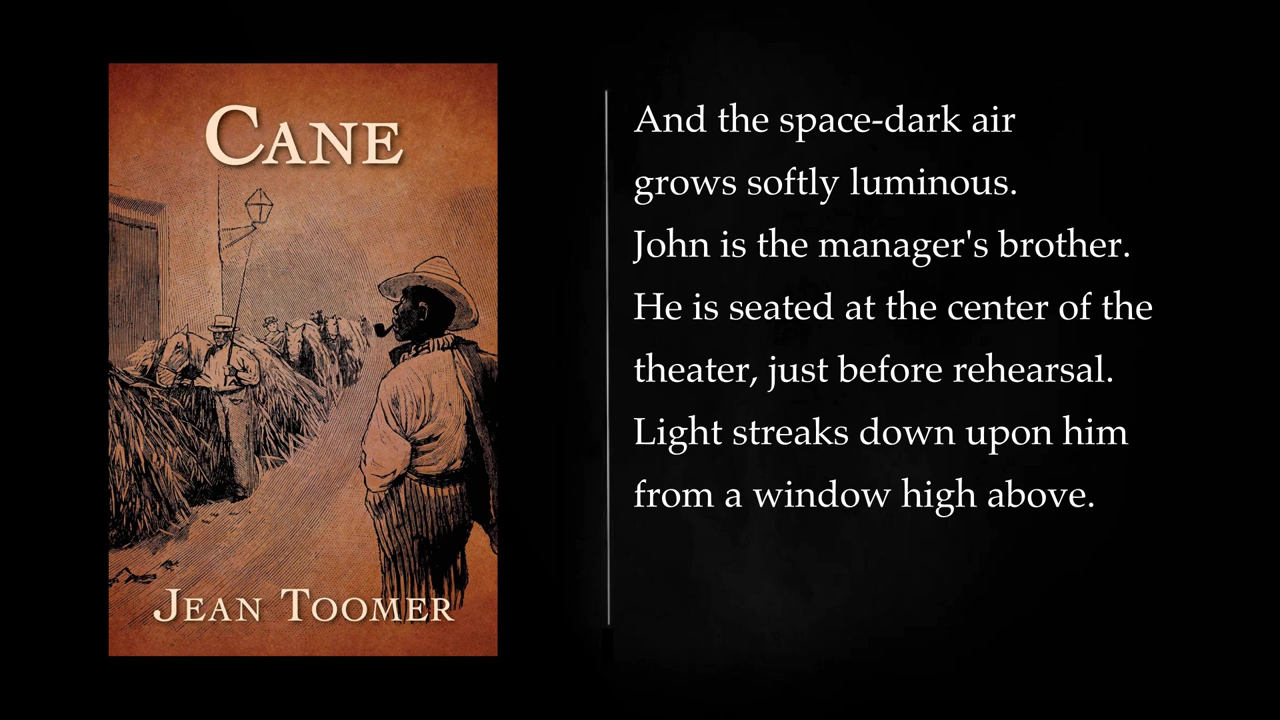 CANE
JEAN TOOMER
And the space-dark air
grows softly luminous.
John is the manager's brother.
He is seated at the center of the
theater, just before rehearsal.
Light streaks down upon him
from a window high above.